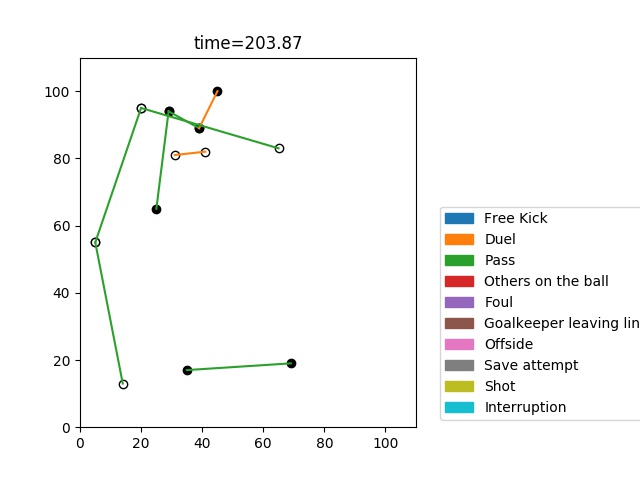 time=203.87
100
80
60
40
20
0
0 20 40 60 80 100
Free Kick
Duel
Pass
Others on the ball
Foul
Goalkeeper leaving lin
Offside
Save attempt
Shot
Interruption